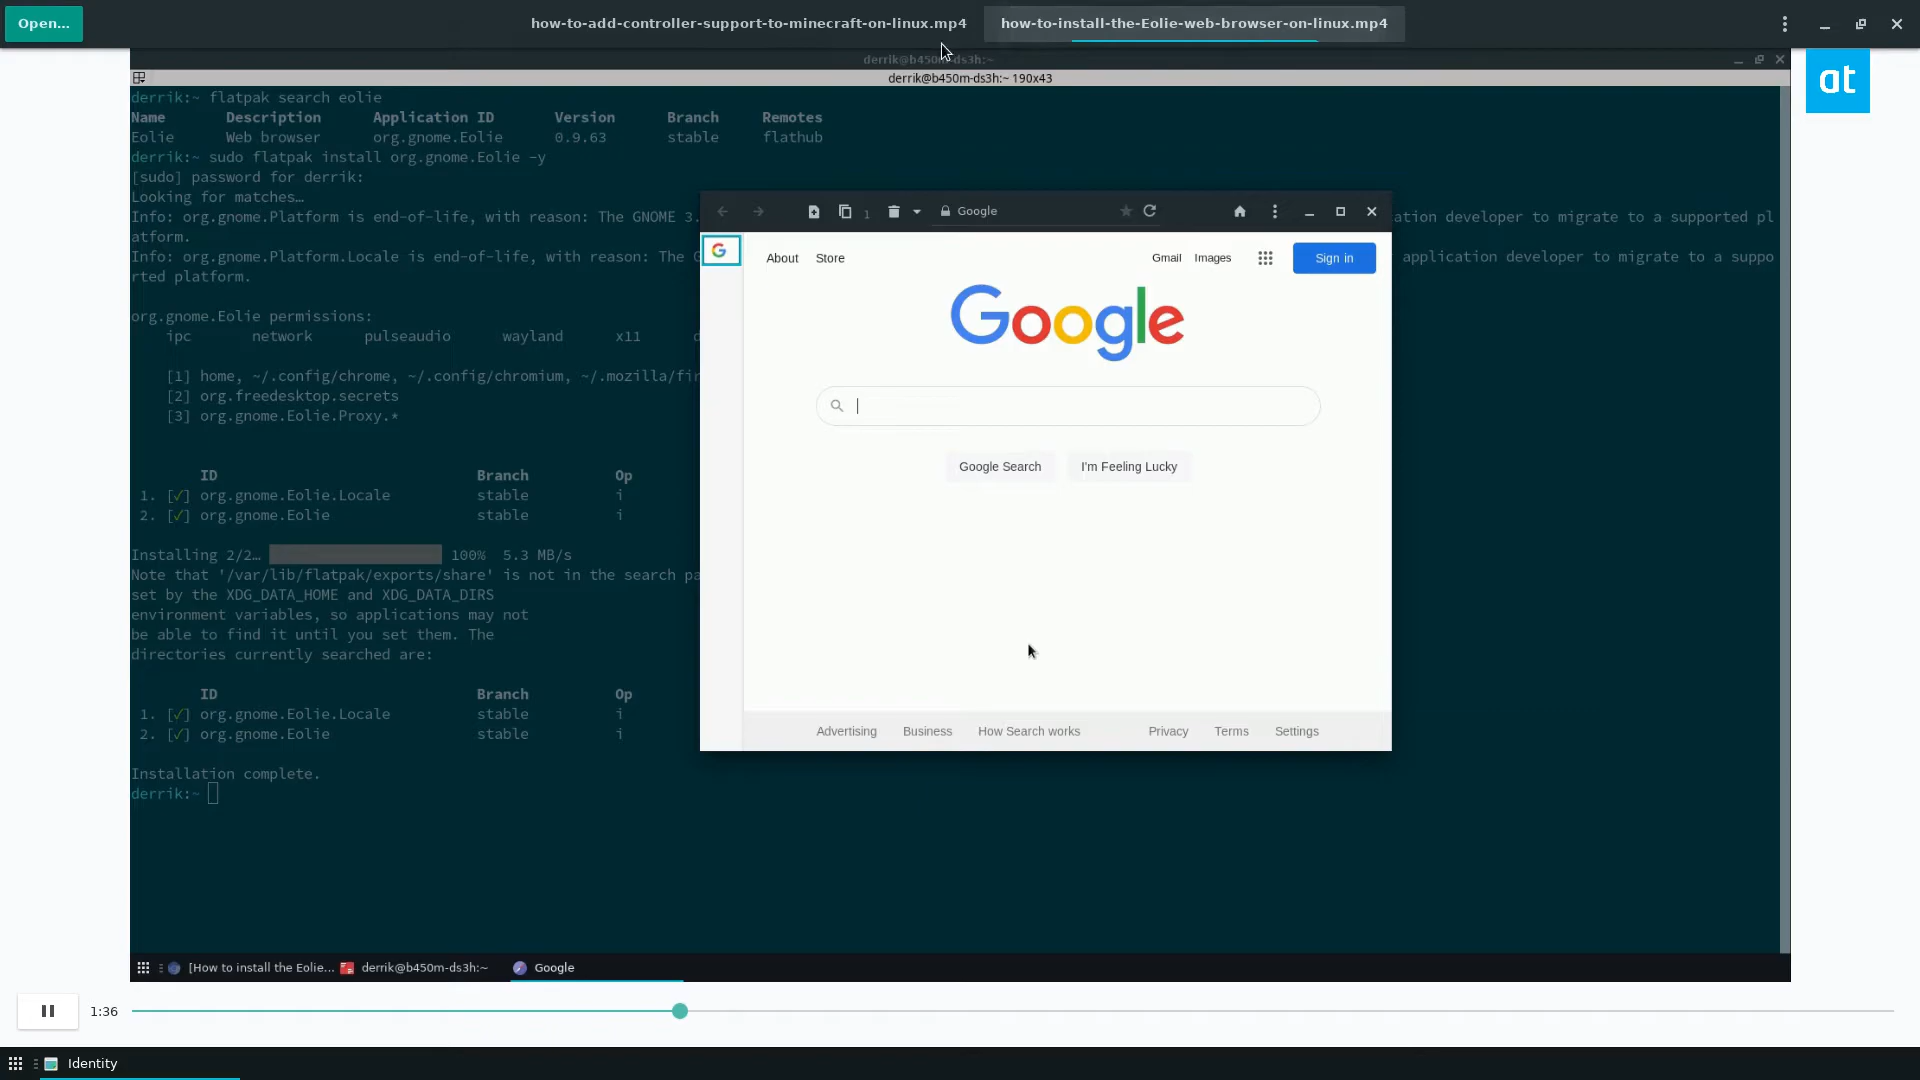 Open...
how-to-add-controller-support-to-minecraft-on-linux.mp4
how-to-install-the-Eolie-web-browser-on-linux.mp4
derrik@b450m-ds3h:~
at
derrik@b450m-ds3h:~ 190x43
derrik:~ flatpak search eolie
Name Description Application ID Version Branch Remotes
Eolie Web browser org.gnome.Eolie 0.9.63 stable flathub
derrik:~ sudo flatpak install org.gnome.Eolie -y
[sudo] password for derrik:
Looking for matches…
Info: org.gnome.Platform is end-of-life, with reason: The GNOME 3. ation developer to migrate to a supported pl
atform.
Info: org.gnome.Platform.Locale is end-of-life, with reason: The G application developer to migrate to a suppo
rted platform.
org.gnome.Eolie permissions:
ipc network pulseaudio wayland x11
[1] home, ~/.config/chrome, ~/.config/chromium, ~/.mozilla/fir
[2] org.freedesktop.secrets
[3] org.gnome.Eolie.Proxy.*
ID Branch Op
1. [✓] org.gnome.Eolie.Locale stable i
2. [✓] org.gnome.Eolie stable i
Installing 2/2… 100% 5.3 MB/s
Note that '/var/lib/flatpak/exports/share' is not in the search pa
set by the XDG_DATA_HOME and XDG_DATA_DIRS
environment variables, so applications may not
be able to find it until you set them. The
directories currently searched are:
ID Branch Op
1. [✓] org.gnome.Eolie.Locale stable i
2. [✓] org.gnome.Eolie stable i
Installation complete.
derrik:~
1
Google
G
About Store
Gmail Images
Sign in
Google
Google Search I'm Feeling Lucky
Advertising Business How Search works Privacy Terms Settings
[How to install the Eolie... derrik@b450m-ds3h:~ Google
1:36
Identity